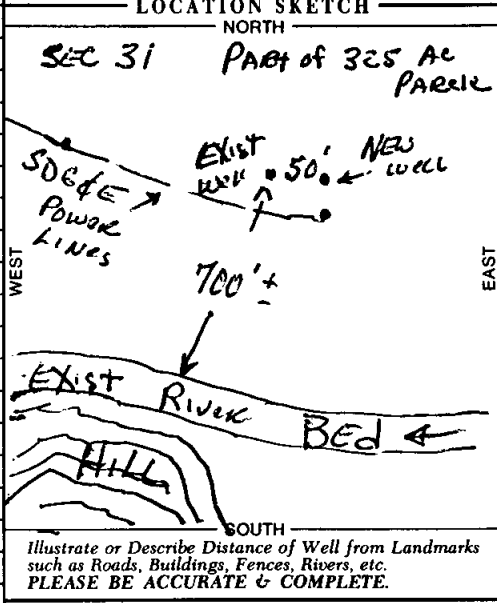 LOCATION SKETCH
NORTH
SEC 31
PART of 325 AC
PARCLE
SDG&E
POWER
LINES
EXist
WELL
50'
NEW
WELL
WEST
EAST
700'±
EXist RiveR BEd
HILL
SOUTH
Illustrate or Describe Distance of Well from Landmarks
such as Roads, Buildings, Fences, Rivers, etc.
PLEASE BE ACCURATE & COMPLETE.